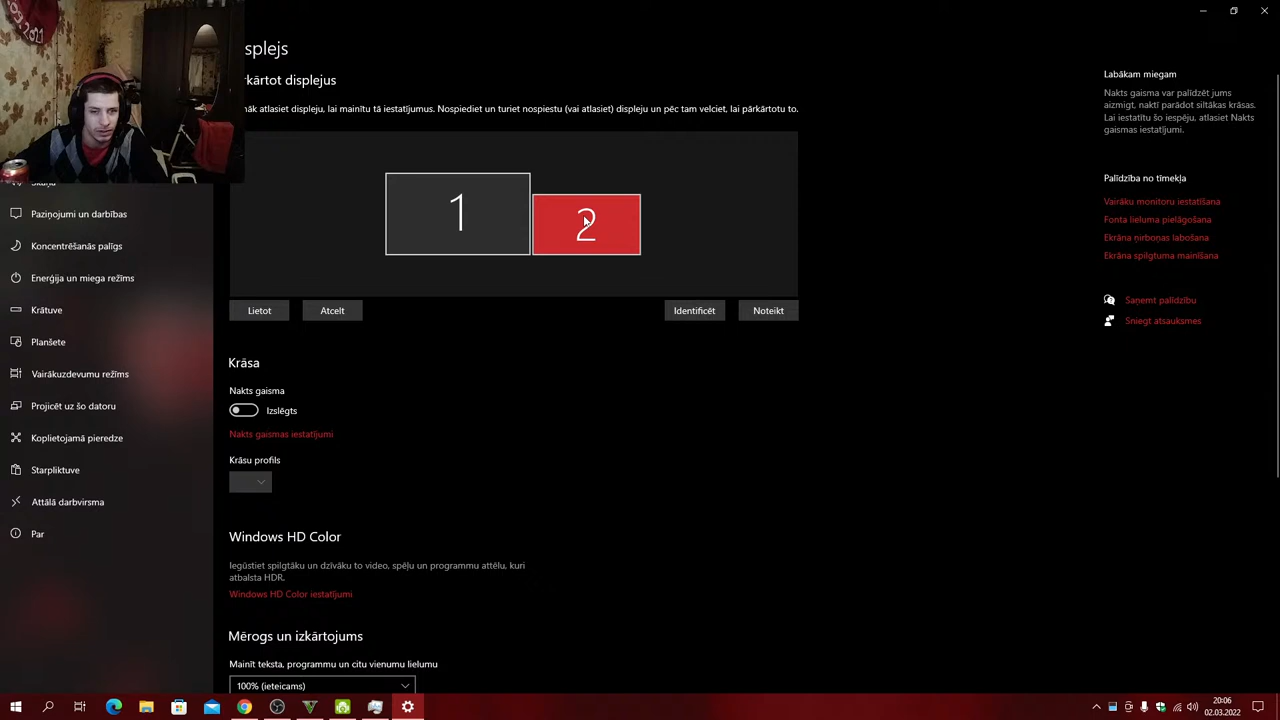 splejs
rkārtot displejus
nāk atlasiet displeju, lai mainītu tā iestatījumus. Nospiediet un turiet nospiestu (vai atlasiet) displeju un pēc tam velciet, lai pārkārtotu to.
1
2
Lietot
Atcelt
Identificēt
Noteikt
Krāsa
Nakts gaisma
Izslēgts
Nakts gaismas iestatījumi
Krāsu profils
Windows HD Color
Iegūstiet spilgtāku un dzīvāku to video, spēļu un programmu attēlu, kuri
atbalsta HDR.
Windows HD Color iestatījumi
Mērogs un izkārtojums
Mainīt teksta, programmu un citu vienumu lielumu
100% (ieteicams)
Paziņojumi un darbības
Koncentrēšanās palīgs
Enerģija un miega režīms
Krātuve
Planšete
Vairākuzdevumu režīms
Projicēt uz šo datoru
Koplietojamā pieredze
Starpliktuve
Attālā darbvirsma
Par
Labākam miegam
Nakts gaisma var palīdzēt jums
aizmigt, naktī parādot siltākas krāsas.
Lai iestatītu šo iespēju, atlasiet Nakts
gaismas iestatījumi.
Palīdzība no tīmekļa
Vairāku monitoru iestatīšana
Fonta lieluma pielāgošana
Ekrāna ņirboņas labošana
Ekrāna spilgtuma mainīšana
Saņemt palīdzību
Sniegt atsauksmes
20:06
02.03.2022